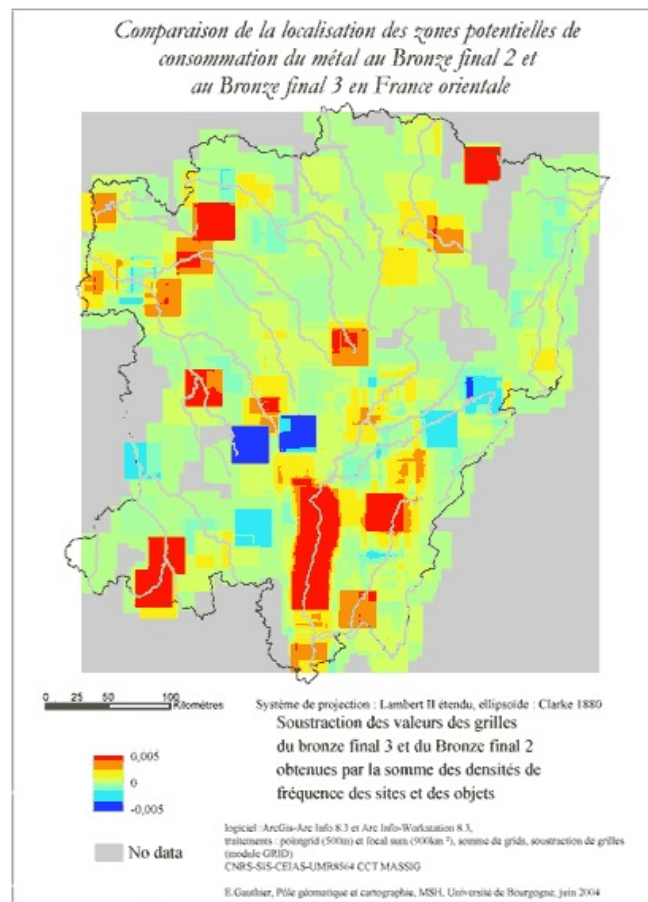 Comparaison de la localisation des zones potentielles de
consommation du métal au Bronze final 2 et
au Bronze final 3 en France orientale
0 25 50 100
Kilomètres
Système de projection : Lambert II étendu, ellipsoïde : Clarke 1880
Soustraction des valeurs des grilles
du bronze final 3 et du Bronze final 2
obtenues par la somme des densités de
fréquence des sites et des objets
0,005
0
-0,005
No data
logiciel :ArcGis-Arc Info 8.3 et Arc Info-Workstation 8.3,
traitements : pointgrid (500m) et focal sum (900km ²), somme de grids, soustraction de grilles
(module GRID)
CNRS-SIS-CEIAS-UMR8564 CCT MASSIG
E.Gauthier, Pôle géomatique et cartographie, MSH, Université de Bourgogne, juin 2004